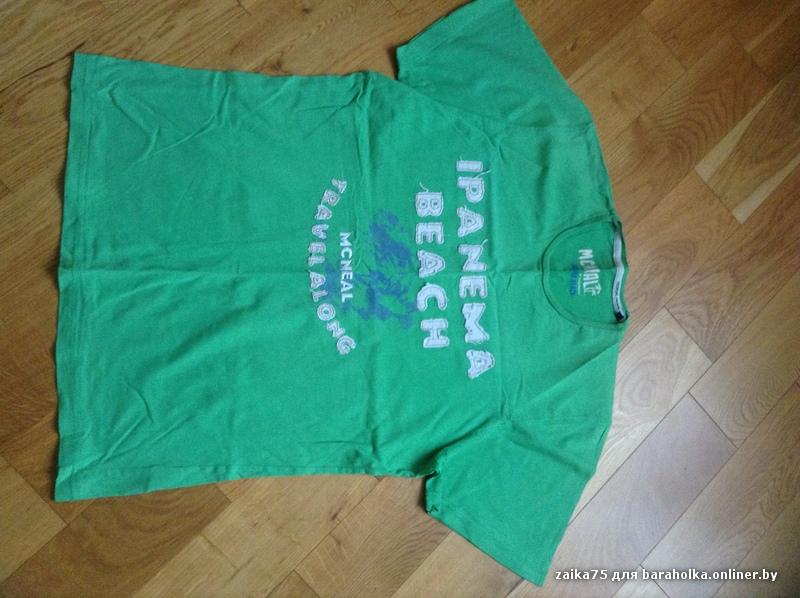 IPANEMA
BEACH
MCNEAL
TRAVEL ALONG
zaika75 для baraholka.onliner.by